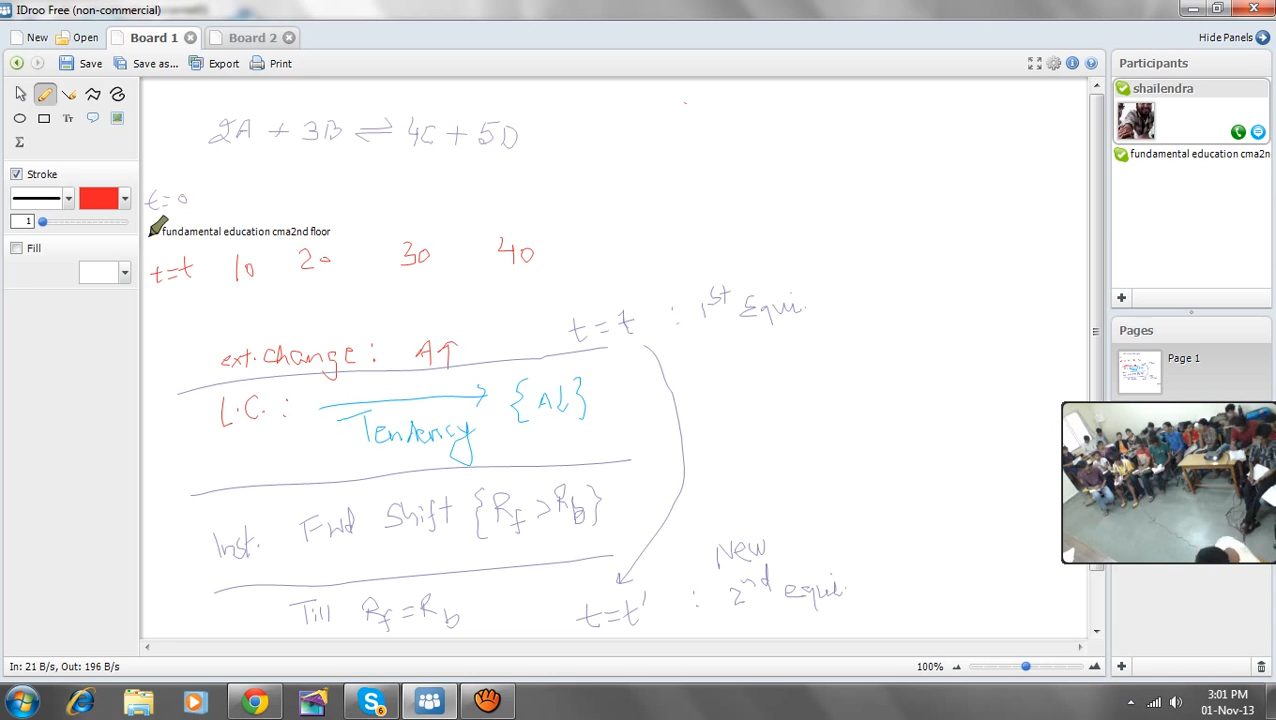 IDroo Free (non-commercial)
New Open Board 1 Board 2 Hide Panels
Save Save as... Export Print Participants
shailendra
2A + 3B ⇌ 4C + 5D
fundamental education cma2n
Tr
Σ
Stroke
t=0
1
fundamental education cma2nd floor
Fill
t=t 10 20 30 40
t=t : 1st Equi.
Pages
ext. change : A↑
Page 1
L.C. : Tendency {A↓}
Inst. Fwd Shift {Rf > Rb}
New
Till Rf = Rb t=t' : 2nd equi.
In: 21 B/s, Out: 196 B/s 100%
6
3:01 PM
01-Nov-13